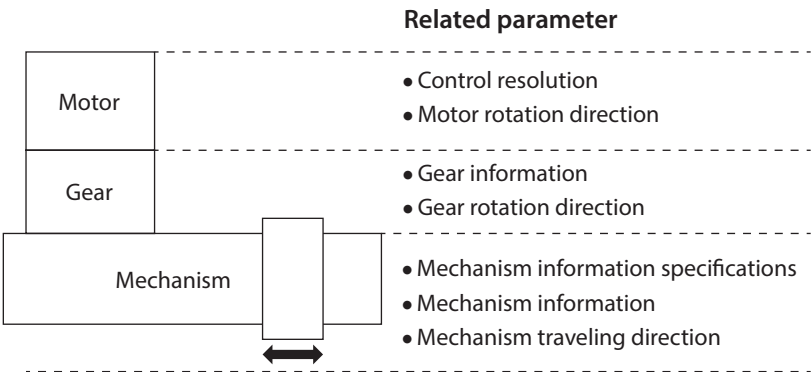 Related parameter
Motor
• Control resolution
• Motor rotation direction
Gear
• Gear information
• Gear rotation direction
Mechanism
• Mechanism information specifications
• Mechanism information
• Mechanism traveling direction